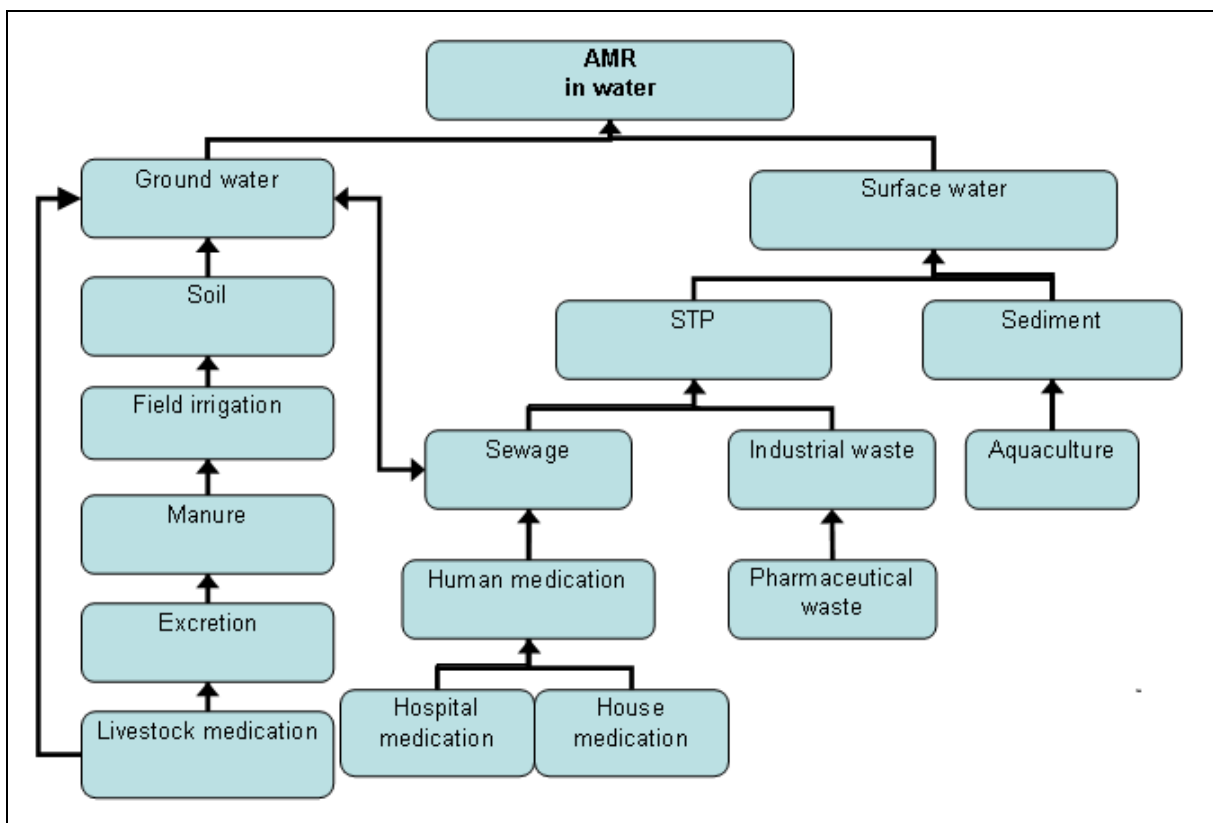 AMR
in water
Ground water
Surface water
Soil
STP
Sediment
Field irrigation
Sewage
Industrial waste
Aquaculture
Manure
Human medication
Pharmaceutical
waste
Excretion
Livestock medication
Hospital
medication
House
medication